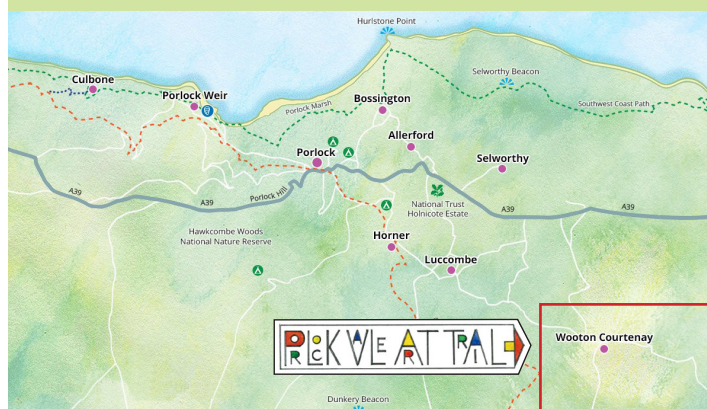 Hurlstone Point
Culbone
Selworthy Beacon
Porlock Weir
Bossington
Porlock Marsh
Southwest Coast Path
Allerford
Porlock
Selworthy
A39
A39
Porlock Hill
National Trust
Holnicote Estate
A39
A39
Hawkcombe Woods
National Nature Reserve
Horner
Luccombe
PORLOCK VALE ART TRAIL
Wooton Courtenay
Dunkery Beacon